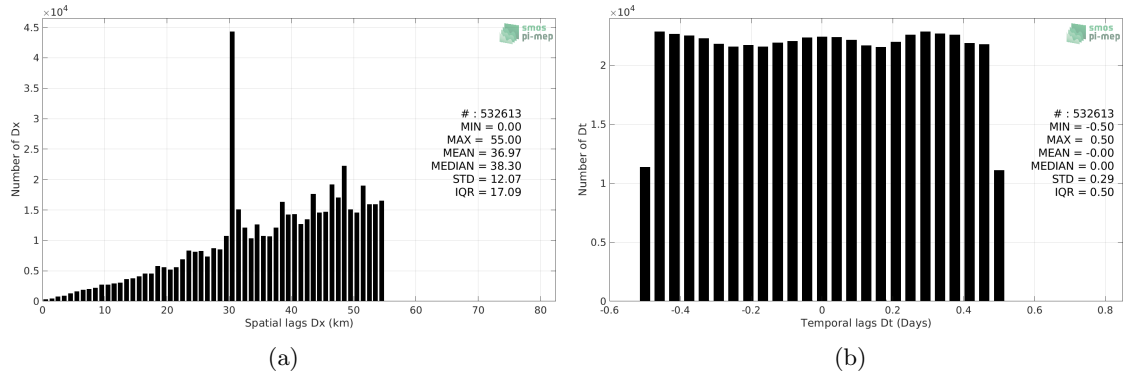 ×10⁴
4.5
4
3.5
3
2.5
2
1.5
1
0.5
0
Number of Dx
smos
pi-mep
# : 532613
MIN = 0.00
MAX = 55.00
MEAN = 36.97
MEDIAN = 38.30
STD = 12.07
IQR = 17.09
0 10 20 30 40 50 60 70 80
Spatial lags Dx (km)
(a)
×10⁴
2
1.5
1
0.5
0
Number of Dt
smos
pi-mep
# : 532613
MIN = -0.50
MAX = 0.50
MEAN = -0.00
MEDIAN = 0.00
STD = 0.29
IQR = 0.50
-0.6 -0.4 -0.2 0 0.2 0.4 0.6 0.8
Temporal lags Dt (Days)
(b)